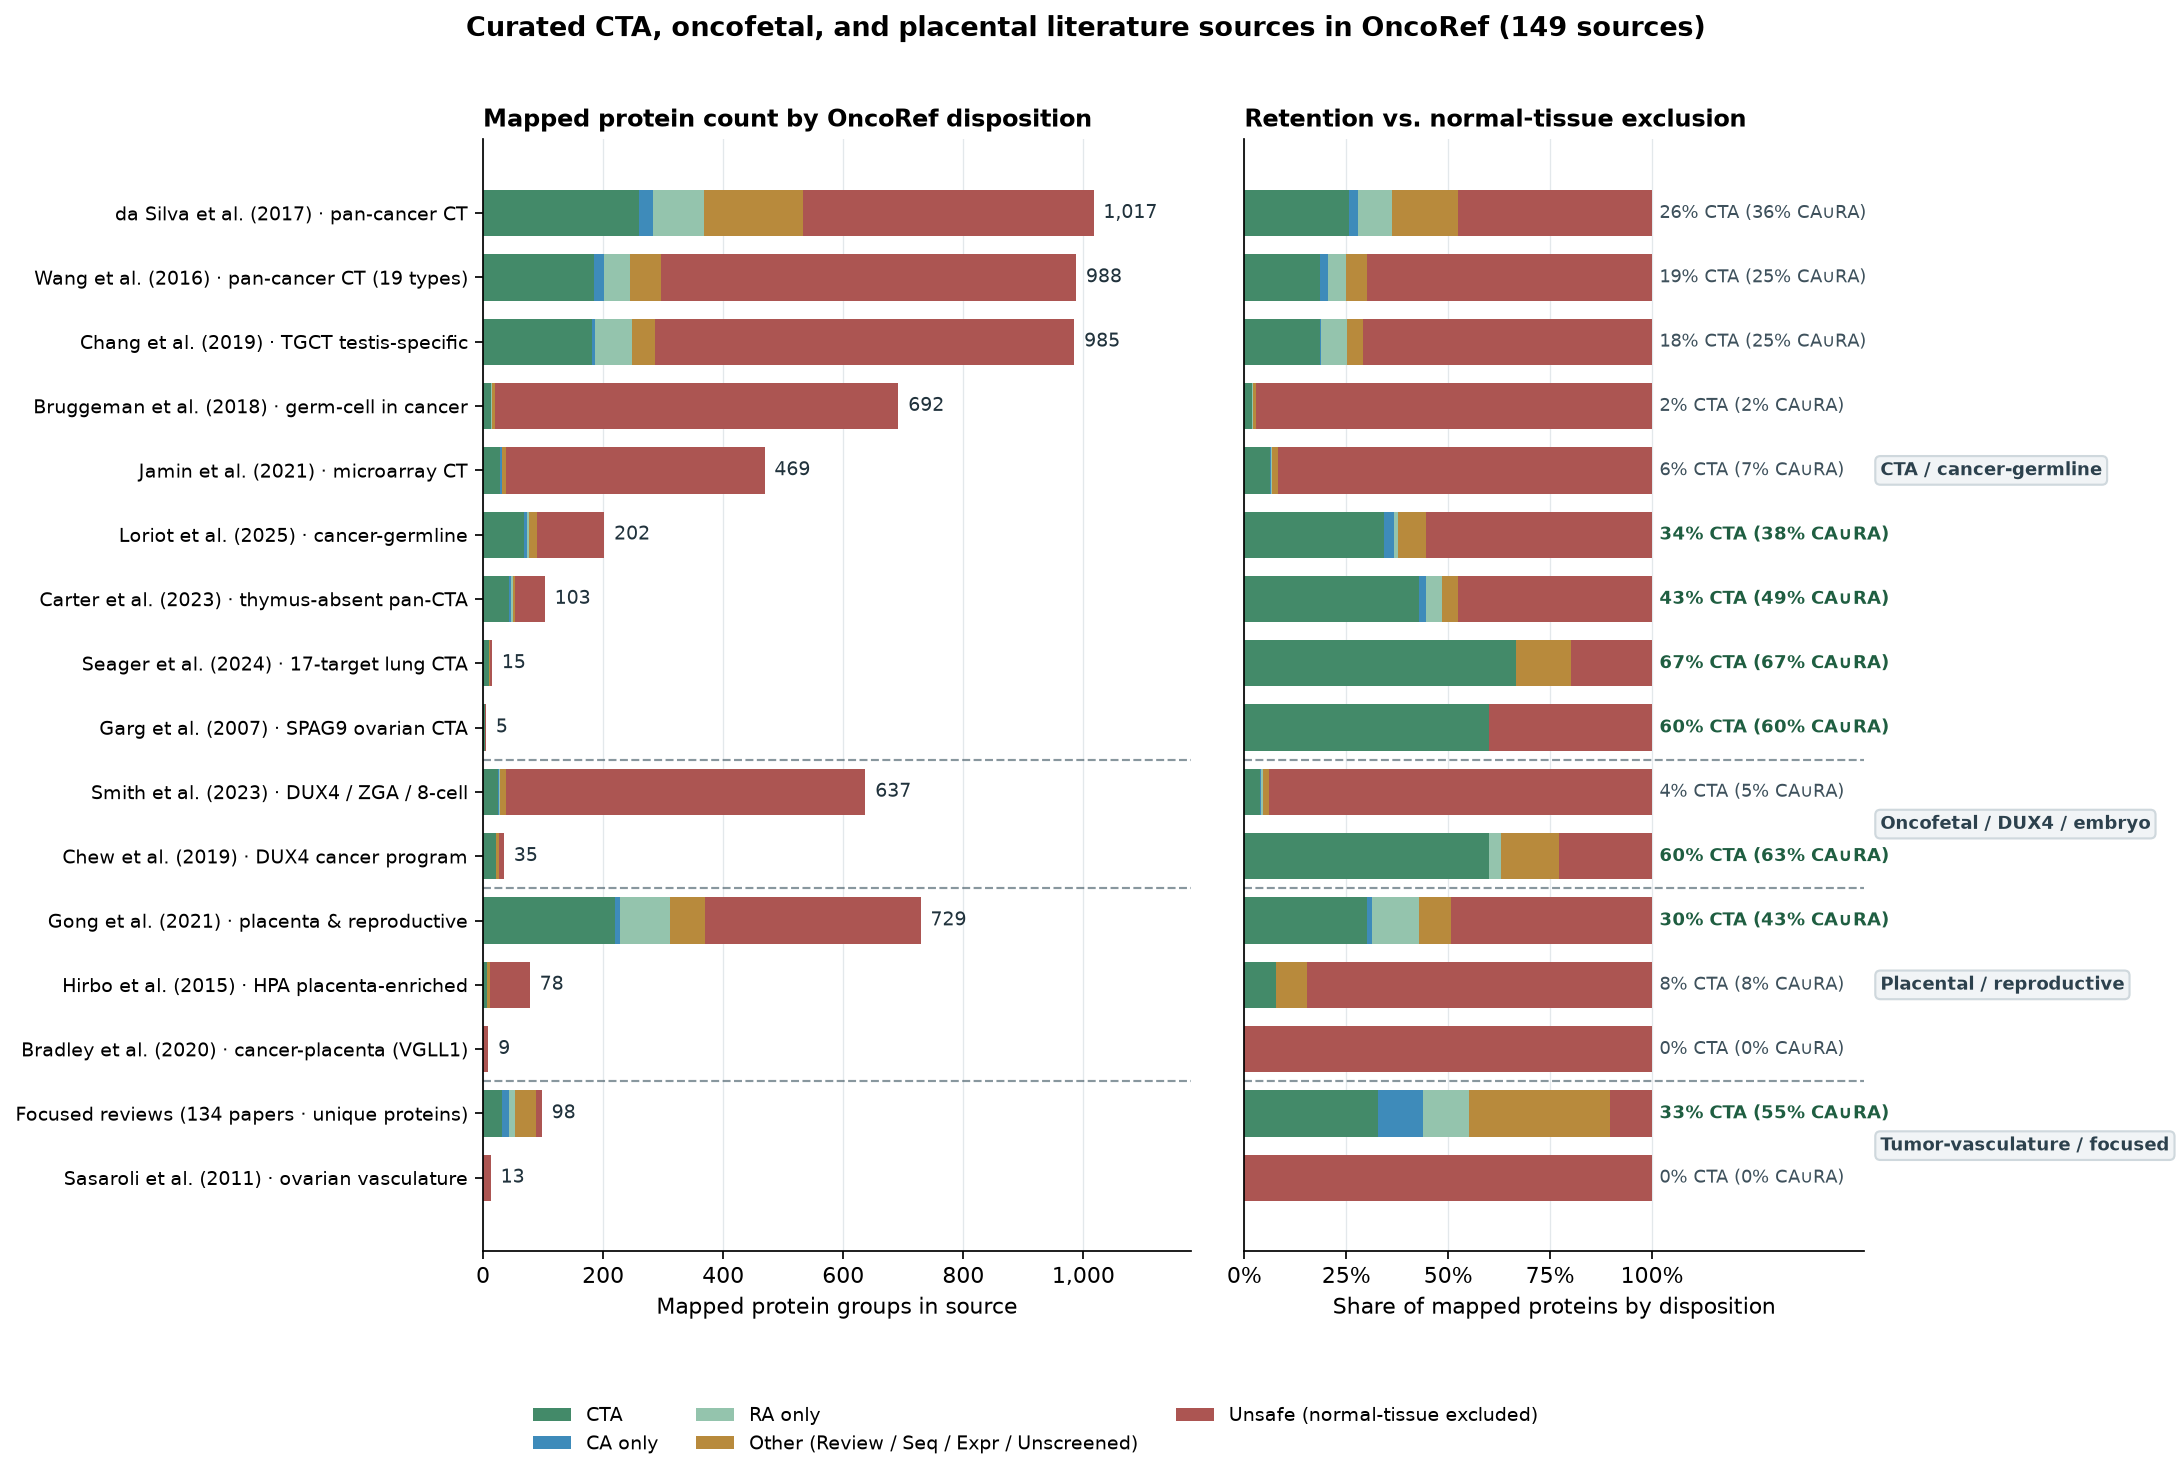 Curated CTA, oncofetal, and placental literature sources in OncoRef (149 sources)
Mapped protein count by OncoRef disposition
da Silva et al. (2017) · pan-cancer CT
1,017
Wang et al. (2016) · pan-cancer CT (19 types)
988
Chang et al. (2019) · TGCT testis-specific
985
Bruggeman et al. (2018) · germ-cell in cancer
692
Jamin et al. (2021) · microarray CT
469
Loriot et al. (2025) · cancer-germline
202
Carter et al. (2023) · thymus-absent pan-CTA
103
Seager et al. (2024) · 17-target lung CTA
15
Garg et al. (2007) · SPAG9 ovarian CTA
5
Smith et al. (2023) · DUX4 / ZGA / 8-cell
637
Chew et al. (2019) · DUX4 cancer program
35
Gong et al. (2021) · placenta & reproductive
729
Hirbo et al. (2015) · HPA placenta-enriched
78
Bradley et al. (2020) · cancer-placenta (VGLL1)
9
Focused reviews (134 papers · unique proteins)
98
Sasaroli et al. (2011) · ovarian vasculature
13
0 200 400 600 800 1,000
Mapped protein groups in source
Retention vs. normal-tissue exclusion
26% CTA (36% CA∪RA)
19% CTA (25% CA∪RA)
18% CTA (25% CA∪RA)
2% CTA (2% CA∪RA)
6% CTA (7% CA∪RA)
34% CTA (38% CA∪RA)
43% CTA (49% CA∪RA)
67% CTA (67% CA∪RA)
60% CTA (60% CA∪RA)
4% CTA (5% CA∪RA)
60% CTA (63% CA∪RA)
30% CTA (43% CA∪RA)
8% CTA (8% CA∪RA)
0% CTA (0% CA∪RA)
33% CTA (55% CA∪RA)
0% CTA (0% CA∪RA)
CTA / cancer-germline
Oncofetal / DUX4 / embryo
Placental / reproductive
Tumor-vasculature / focused
0% 25% 50% 75% 100%
Share of mapped proteins by disposition
CTA
CA only
RA only
Other (Review / Seq / Expr / Unscreened)
Unsafe (normal-tissue excluded)